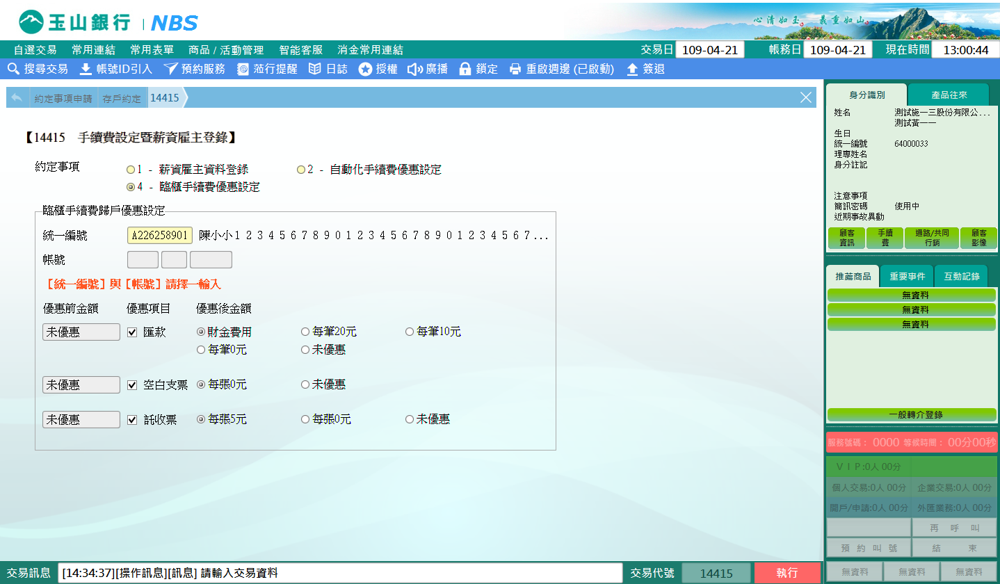 玉山銀行 | NBS
心清如玉。義重如山。
自選交易 常用連結 常用表單 商品 / 活動管理 智能客服 消金常用連結
交易日 109-04-21 帳務日 109-04-21 現在時間 13:00:44
搜尋交易 帳號ID引入 預約服務 蒞行提醒 日誌 授權 廣播 鎖定 重啟週邊 (已啟動) 簽退
約定事項申請 存戶約定 14415
【14415 手續費設定暨薪資雇主登錄】
約定事項
1 - 薪資雇主資料登錄 2 - 自動化手續費優惠設定
4 - 臨櫃手續費優惠設定
臨櫃手續費歸戶優惠設定
統一編號 A226258901 陳小小1 2 3 4 5 6 7 8 9 0 1 2 3 4 5 6 7 8 9 0 1 2 3 4 5 6 7 ...
帳號
【統一編號】與【帳號】請擇一輸入
優惠前金額 優惠項目 優惠後金額
未優惠 匯款 財金費用 每筆20元 每筆10元
每筆0元 未優惠
未優惠 空白支票 每張0元 未優惠
未優惠 託收票 每張5元 每張0元 未優惠
交易訊息 [14:34:37][操作訊息][訊息] 請輸入交易資料 交易代號 14415 執行
身分識別 產品往來
姓名 測試施一三股份有限公...
測試黃一一
生日
統一編號 64000033
理專姓名
身分註記
注意事項
簡訊密碼 使用中
近期事故異動
顧客資訊 手續費 通路/共同行銷 顧客影像
推薦商品 重要事件 互動記錄
無資料
無資料
無資料
一般轉介登錄
服務號碼： 0000 等候時間： 00分00秒
ＶＩＰ:0人 00分
個人交易:0人 00分 企業交易:0人 00分
開戶/申請:0人 00分 外匯業務:0人 00分
再 呼 叫
預 約 叫 號 結 束
無資料 無資料 無資料